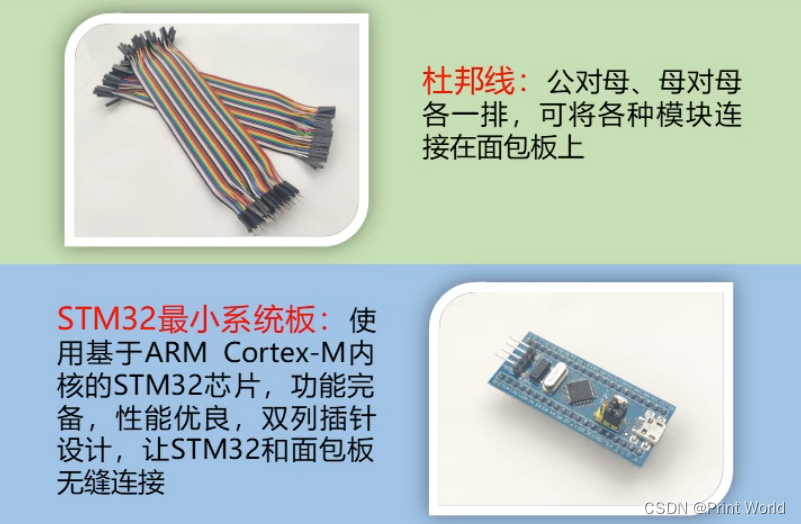 杜邦线：公对母、母对母
各一排，可将各种模块连
接在面包板上
STM32最小系统板：使
用基于ARM Cortex-M内
核的STM32芯片，功能完
备，性能优良，双列插针
设计，让STM32和面包板
无缝连接
CSDN @Print World